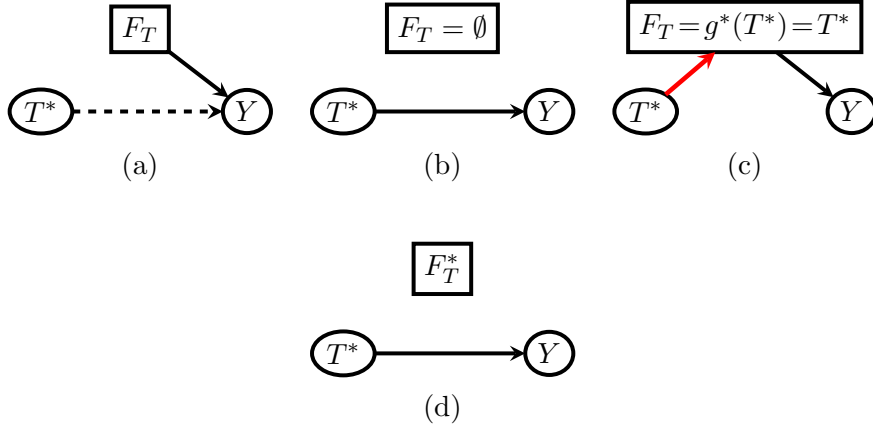 F_T
T* Y
(a)
F_T = ∅
T* Y
(b)
F_T = g*(T*) = T*
T* Y
(c)
F*_T
T* Y
(d)